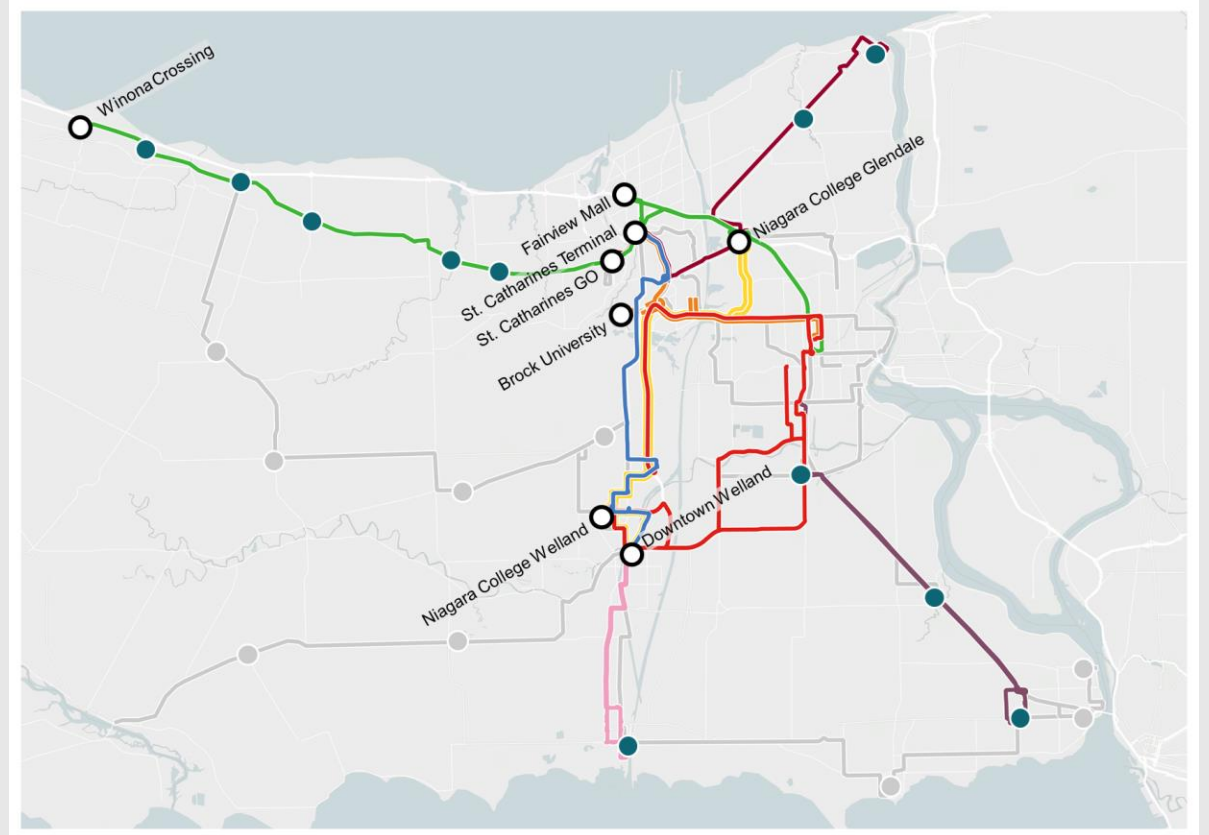 Winona Crossing
Fairview Mall
St. Catharines Terminal
St. Catharines GO
Niagara College Glendale
Brock University
Downtown Welland
Niagara College Welland